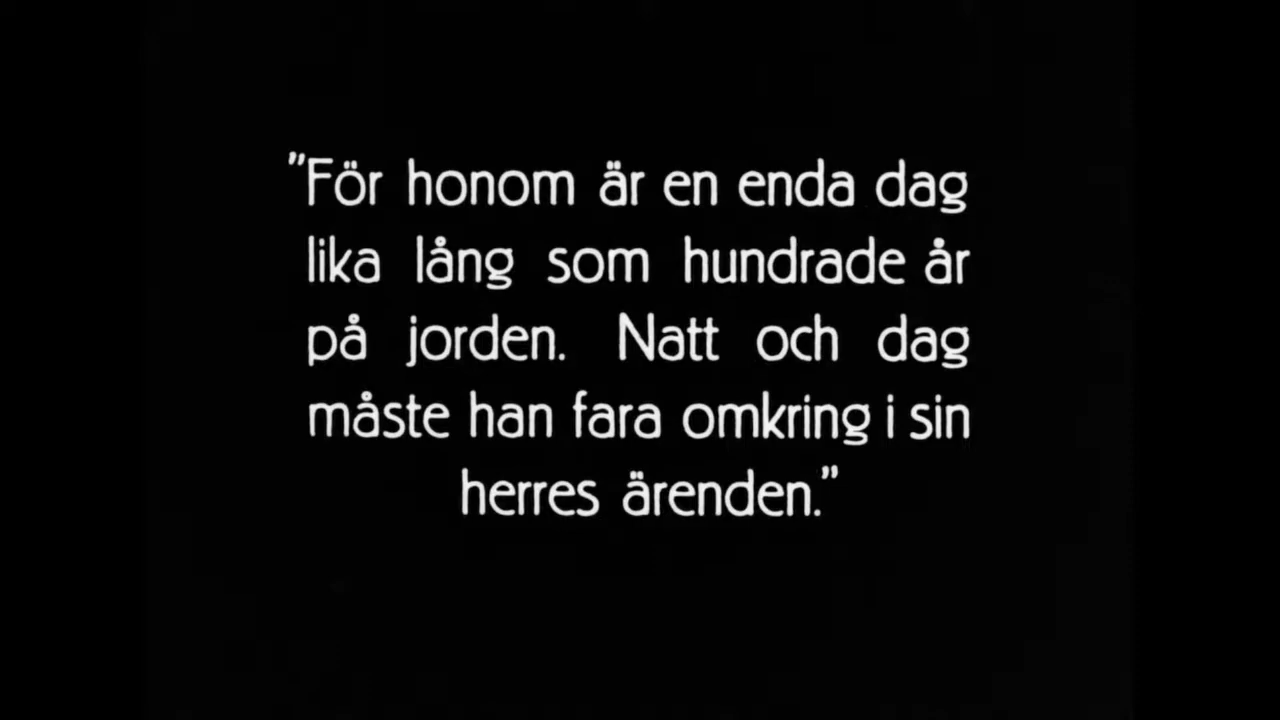 "För honom är en enda dag
lika lång som hundrade år
på jorden. Natt och dag
måste han fara omkring i sin
herres ärenden."